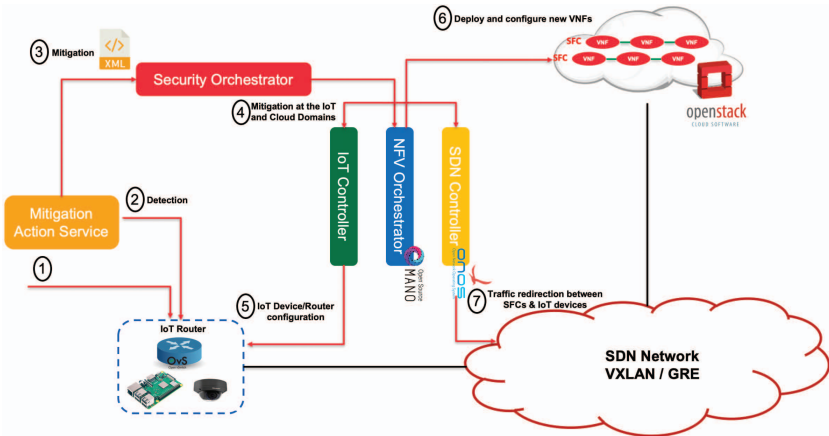 6 Deploy and configure new VNFs
SFC VNF VNF VNF
SFC VNF VNF VNF
openstack
CLOUD SOFTWARE
3 Mitigation
XML
Security Orchestrator
4 Mitigation at the IoT
and Cloud Domains
IoT Controller
NFV Orchestrator
SDN Controller
Open Source
MANO
onos
2 Detection
Mitigation
Action Service
1
5 IoT Device/Router
configuration
7 Traffic redirection between
SFCs & IoT devices
IoT Router
OvS
SDN Network
VXLAN / GRE